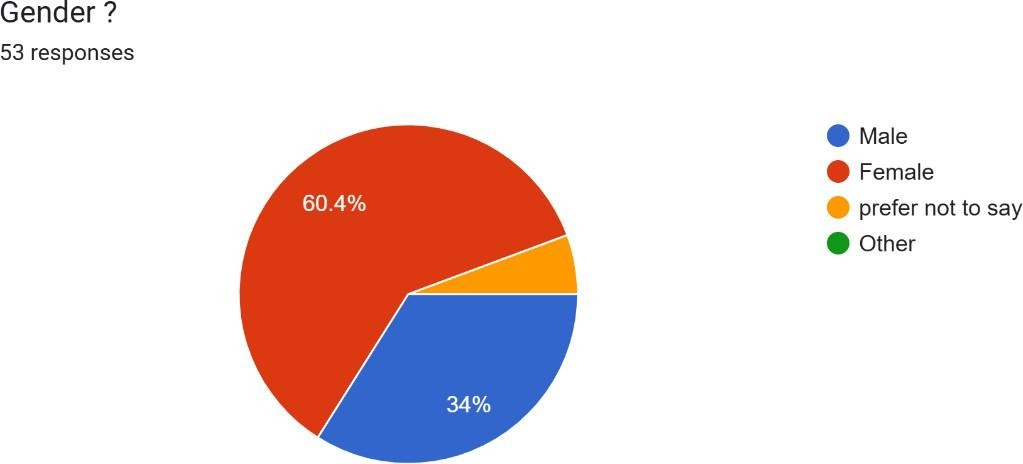 Gender ?
53 responses
60.4%
34%
Male
Female
prefer not to say
Other